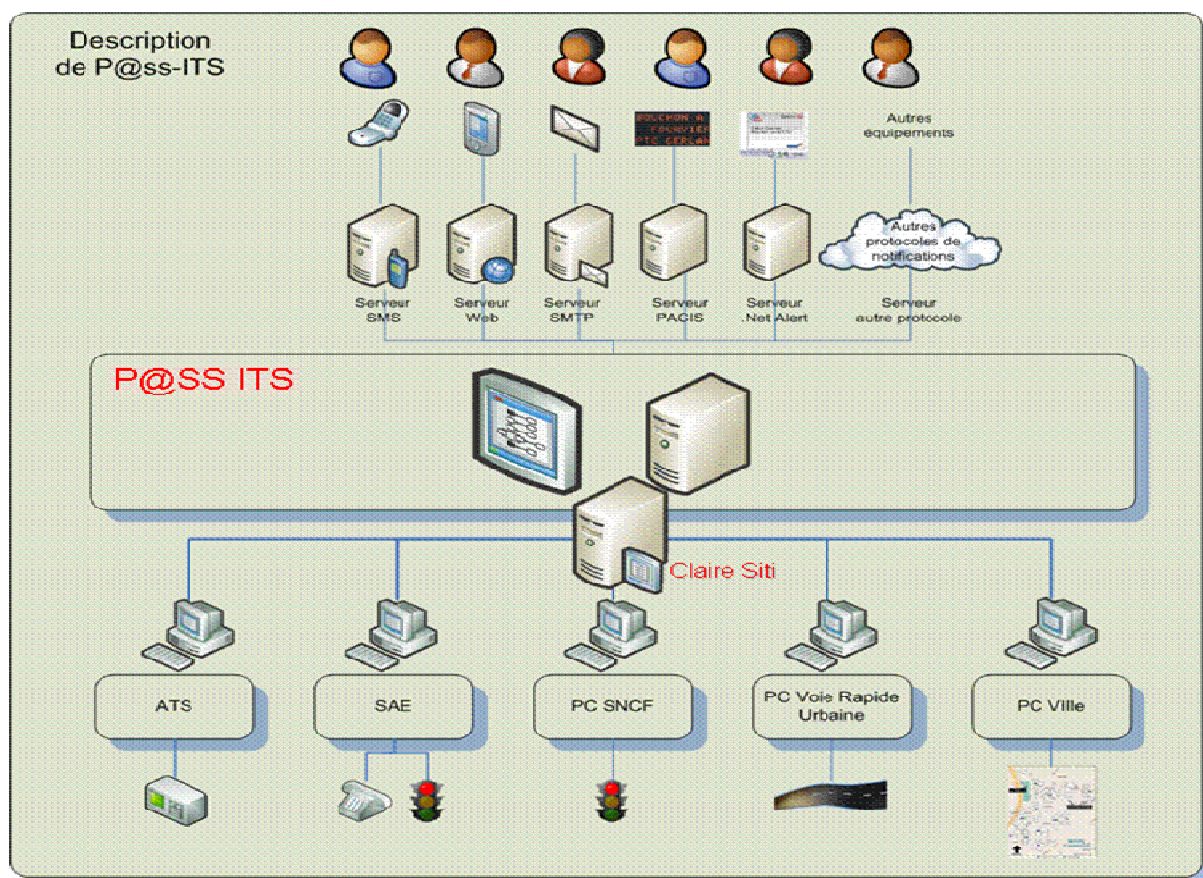 Description
de P@ss-ITS
BOUCHON A
FOURVIER
Autres
équipements
Autres
protocoles de
notifications
Serveur
SMS
Serveur
Web
Serveur
SMTP
Serveur
PAGIS
Serveur
.Net Alert
Serveur
autre protocole
P@SS ITS
Claire Siti
ATS
SAE
PC SNCF
PC Voie Rapide
Urbaine
PC Ville